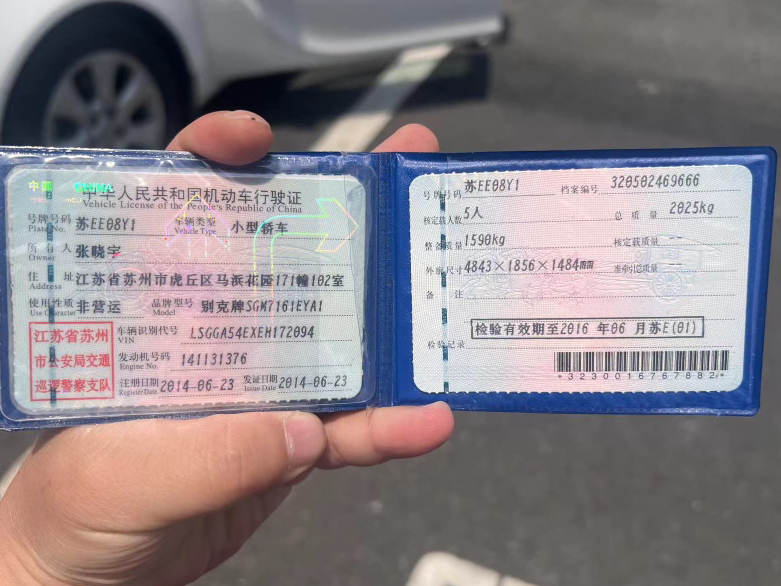 中国 CHINA
中华人民共和国机动车行驶证
Vehicle License of the People's Republic of China
号牌号码 苏EE08Y1 车辆类型 小型轿车
Plate No. Vehicle Type
所有人 张晓宇
Owner
住址 江苏省苏州市虎丘区马浜花园171幢102室
使用性质 非营运 品牌型号 别克牌SGM7161EYA1
Use Character Model
江苏省苏州
市公安局交通
巡逻警察支队
车辆识别代号 LSGGA54EXEH172094
VIN
发动机号码 141131376
Engine No.
注册日期 2014-06-23 发证日期 2014-06-23
Register Date Issue Date
号牌号码 苏EE08Y1 档案编号 320502469666
核定载人数 5人 总质量 2025kg
整备质量 1590kg 核定载质量
外廓尺寸 4843×1856×1484mm 准牵引总质量
备注
检验有效期至2016年06月苏E(01)
检验记录
*3230016767882*